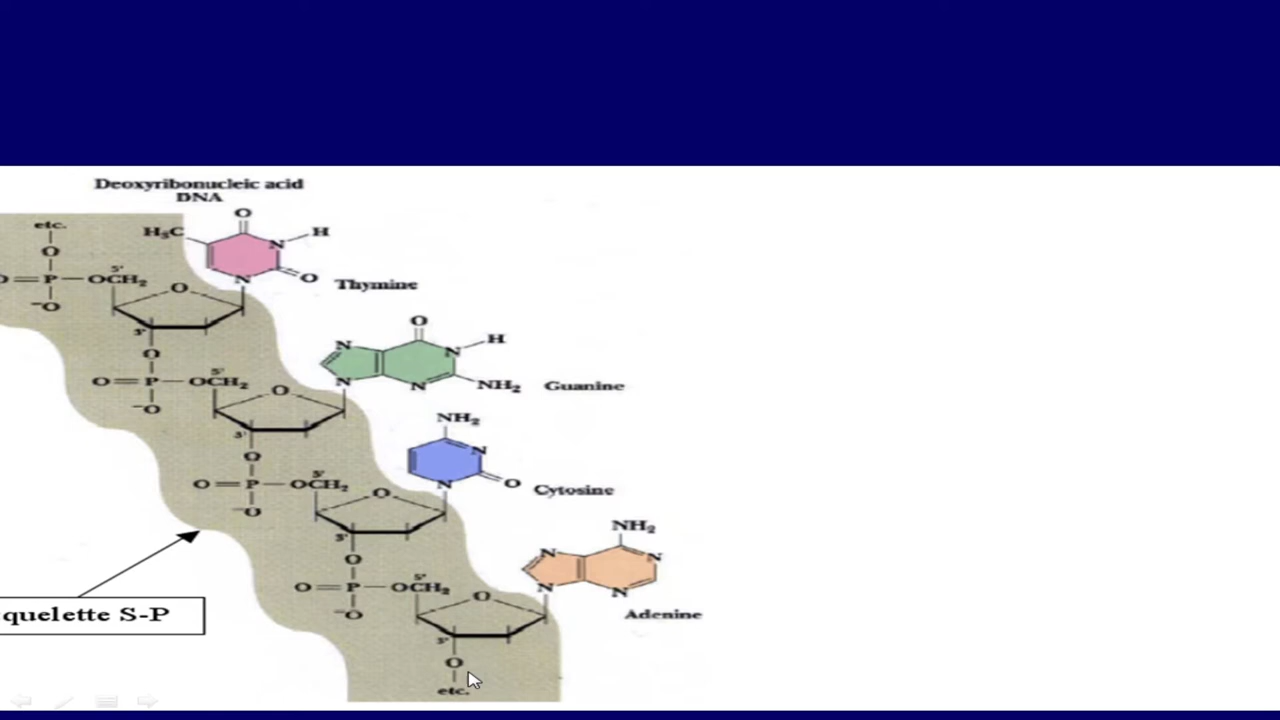 Deoxyribonucleic acid
DNA
etc.
O
O=P—OCH₂
⁻O
5'
O
3'
H₃C
O
N
H
N
O
Thymine
O
O=P—OCH₂
⁻O
5'
O
3'
N
N
O
N
H
N
NH₂
Guanine
O
O=P—OCH₂
⁻O
5'
O
3'
NH₂
N
N
O
Cytosine
O
O=P—OCH₂
⁻O
5'
O
3'
N
N
NH₂
N
N
Adenine
O
etc.
quelette S-P